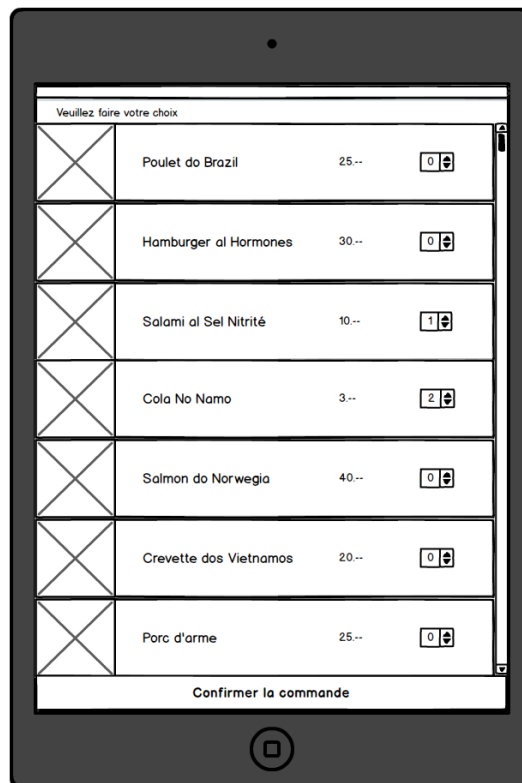 Veuillez faire votre choix
Poulet do Brazil 25.-- 0
Hamburger al Hormones 30.-- 0
Salami al Sel Nitrité 10.-- 1
Cola No Namo 3.-- 2
Salmon do Norwegia 40.-- 0
Crevette dos Vietnamos 20.-- 0
Porc d'arme 25.-- 0
Confirmer la commande